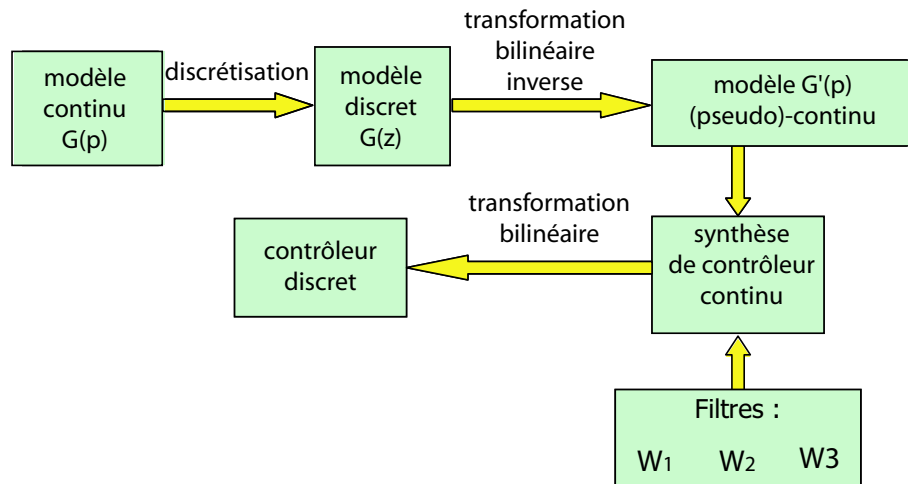 modèle
continu
G(p)
discrétisation
modèle
discret
G(z)
transformation
bilinéaire
inverse
modèle G'(p)
(pseudo)-continu
synthèse
de contrôleur
continu
transformation
bilinéaire
contrôleur
discret
Filtres :
W1 W2 W3